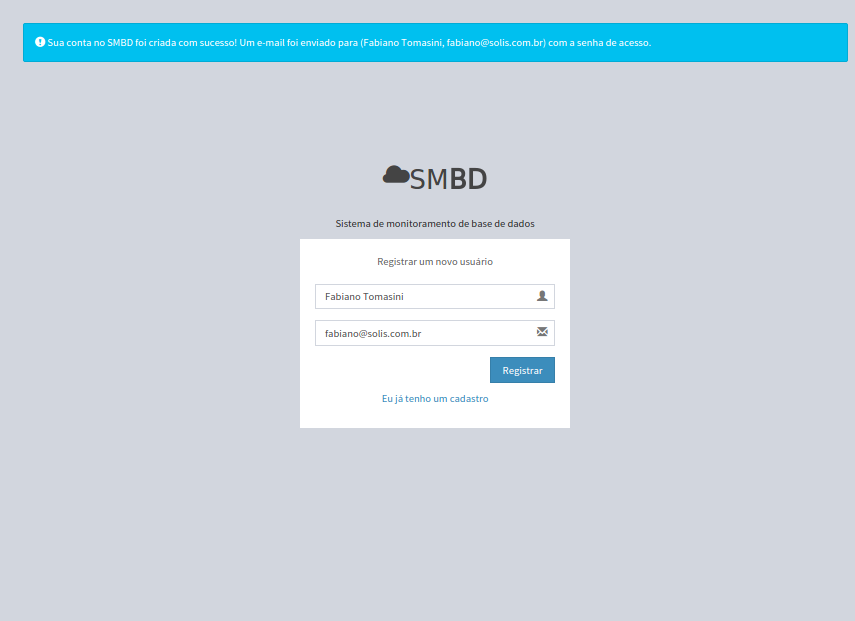 Sua conta no SMBD foi criada com sucesso! Um e-mail foi enviado para (Fabiano Tomasini, fabiano@solis.com.br) com a senha de acesso.
SMBD
Sistema de monitoramento de base de dados
Registrar um novo usuário
Fabiano Tomasini
fabiano@solis.com.br
Registrar
Eu já tenho um cadastro